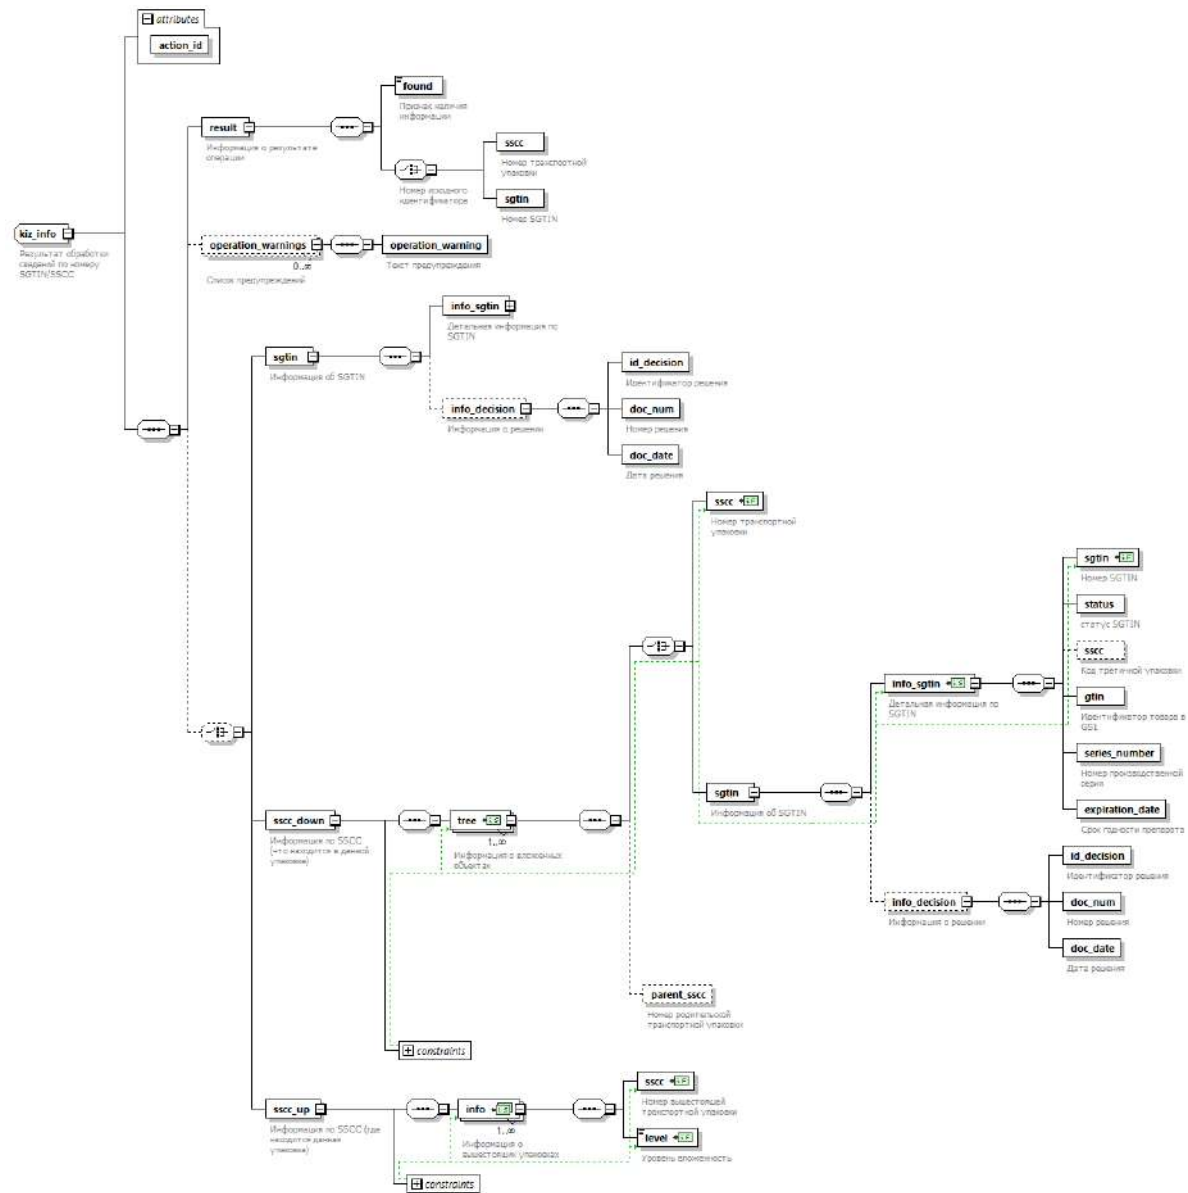 attributes
action_id
found
Признак наличия
информации
result
Информация о результате
операции
sscc
Номер транспортной
упаковки
Номер исходного
идентификатора
sgtin
Номер SGTIN
kiz_info
Результат обработки
сведений по номеру
SGTIN/SSCC
operation_warnings
0..∞
Список предупреждений
operation_warning
Текст предупреждения
info_sgtin
Детальная информация по
SGTIN
sgtin
Информация об SGTIN
id_decision
Идентификатор решения
info_decision
Информация о решении
doc_num
Номер решения
doc_date
Дата решения
sscc
Номер транспортной
упаковки
sgtin
Номер SGTIN
status
статус SGTIN
sscc
Код третичной упаковки
info_sgtin
Детальная информация по
SGTIN
gtin
Идентификатор товара в
GS1
series_number
Номер производственной
серии
sgtin
Информация об SGTIN
expiration_date
Срок годности препарата
sscc_down
Информация по SSCC
(что находится в данной
упаковке)
tree
1..∞
Информация о вложенных
объектах
id_decision
Идентификатор решения
info_decision
Информация о решении
doc_num
Номер решения
doc_date
Дата решения
parent_sscc
Номер родительской
транспортной упаковки
constraints
sscc_up
Информация по SSCC (где
находится данная
упаковка)
info
1..∞
Информация о
вышестоящих упаковках
sscc
Номер вышестоящей
транспортной упаковки
level
Уровень вложенность
constraints